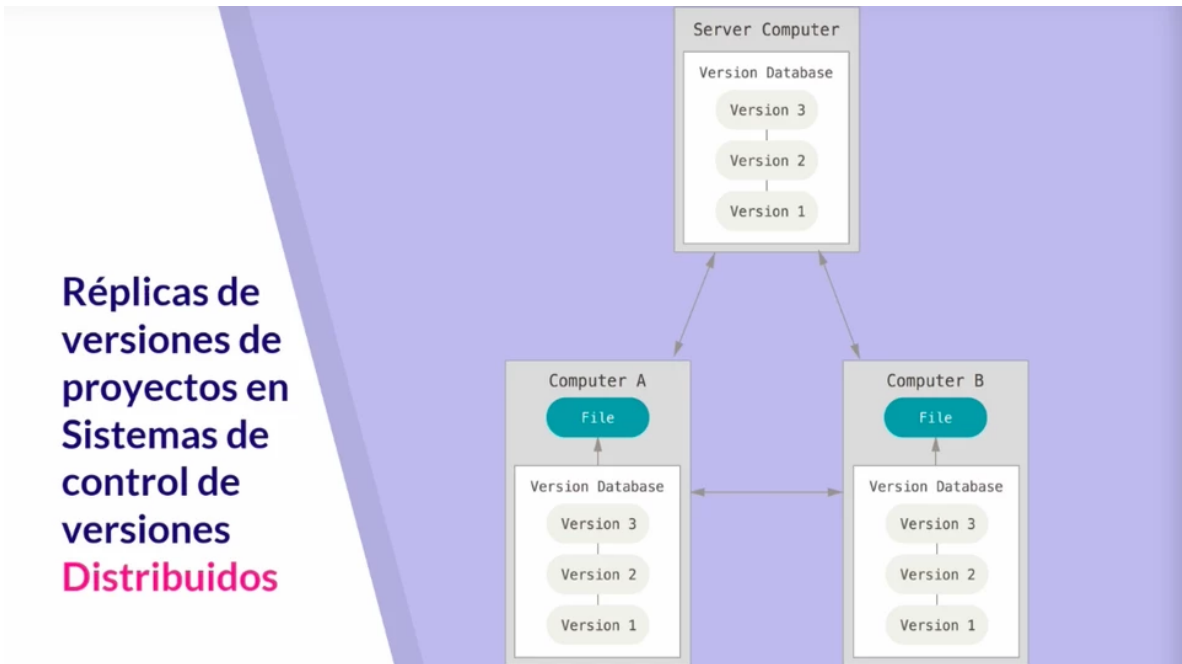 Réplicas de
versiones de
proyectos en
Sistemas de
control de
versiones
Distribuidos
Server Computer
Version Database
Version 3
Version 2
Version 1
Computer A
File
Version Database
Version 3
Version 2
Version 1
Computer B
File
Version Database
Version 3
Version 2
Version 1